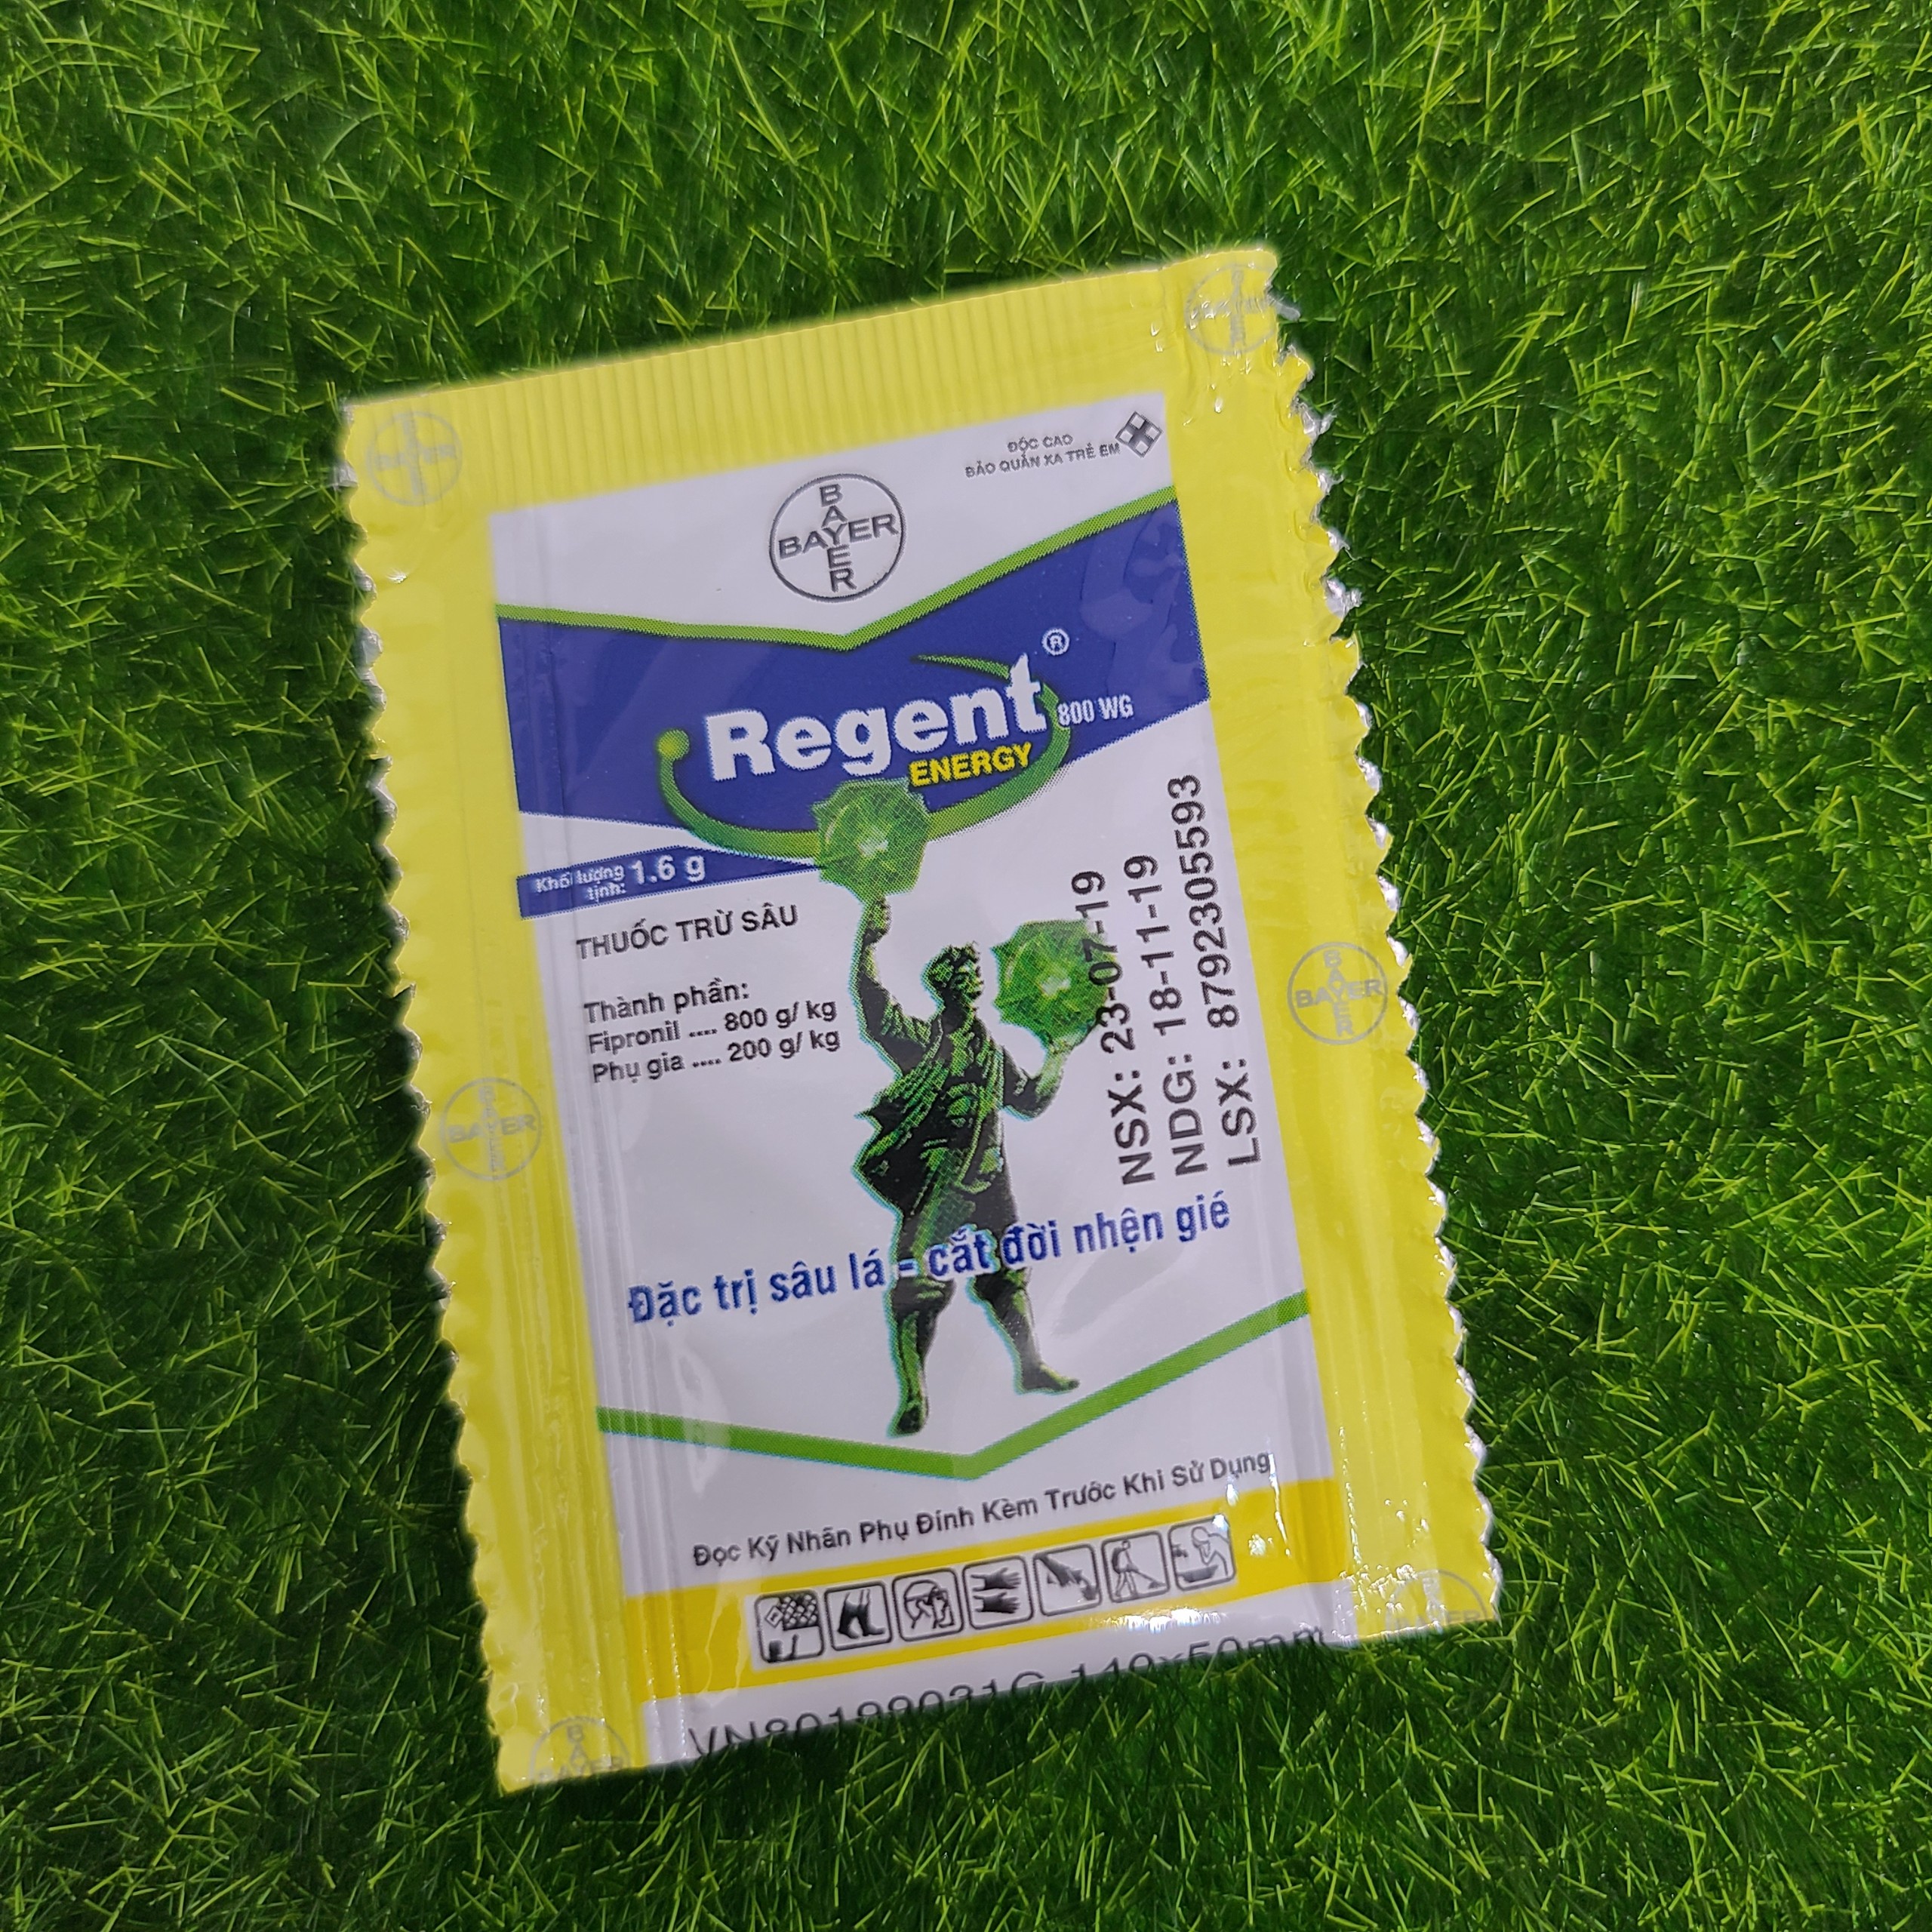 ĐỘC CAO
BẢO QUẢN XA TRẺ EM
BAYER
BAYER
Regent® 800 WG
ENERGY
Khối lượng tịnh: 1.6 g
THUỐC TRỪ SÂU
Thành phần:
Fipronil .... 800 g/ kg
Phụ gia .... 200 g/ kg
NSX: 23-07-19
NDG: 18-11-19
LSX: 8792305593
Đặc trị sâu lá - cắt đời nhện gié
Đọc Kỹ Nhãn Phụ Đính Kèm Trước Khi Sử Dụng
VN80199031G 140x50mm